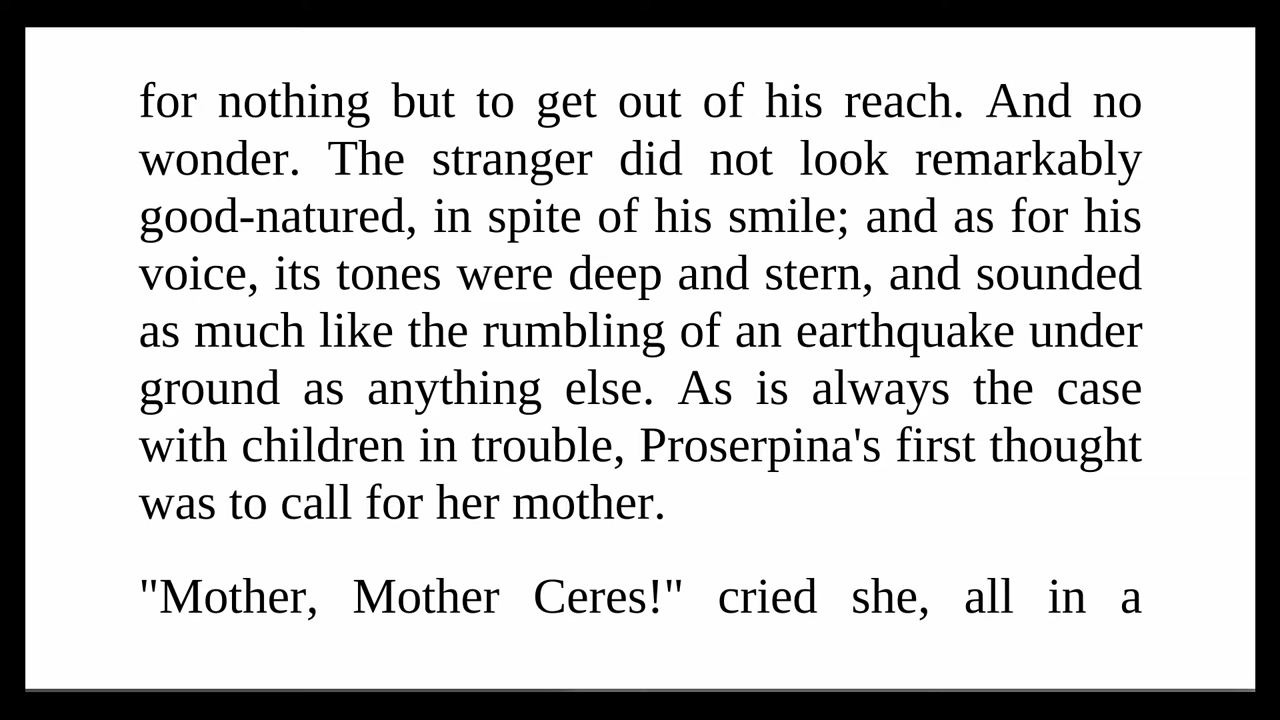 for nothing but to get out of his reach. And no
wonder. The stranger did not look remarkably
good-natured, in spite of his smile; and as for his
voice, its tones were deep and stern, and sounded
as much like the rumbling of an earthquake under
ground as anything else. As is always the case
with children in trouble, Proserpina's first thought
was to call for her mother.
"Mother, Mother Ceres!" cried she, all in a